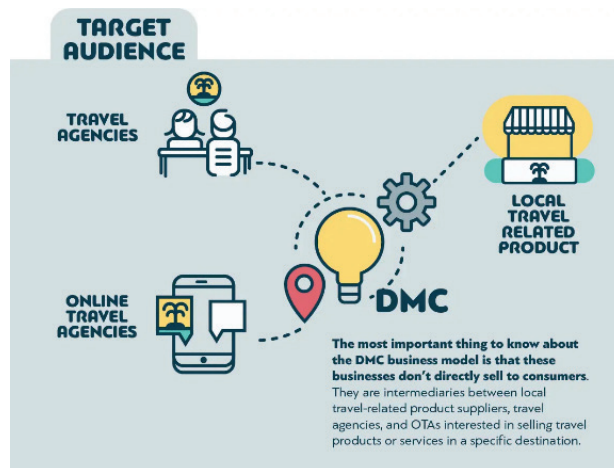 TARGET
AUDIENCE
TRAVEL
AGENCIES
LOCAL
TRAVEL
RELATED
PRODUCT
ONLINE
TRAVEL
AGENCIES
DMC
The most important thing to know about
the DMC business model is that these
businesses don't directly sell to consumers.
They are intermediaries between local
travel-related product suppliers, travel
agencies, and OTAs interested in selling travel
products or services in a specific destination.